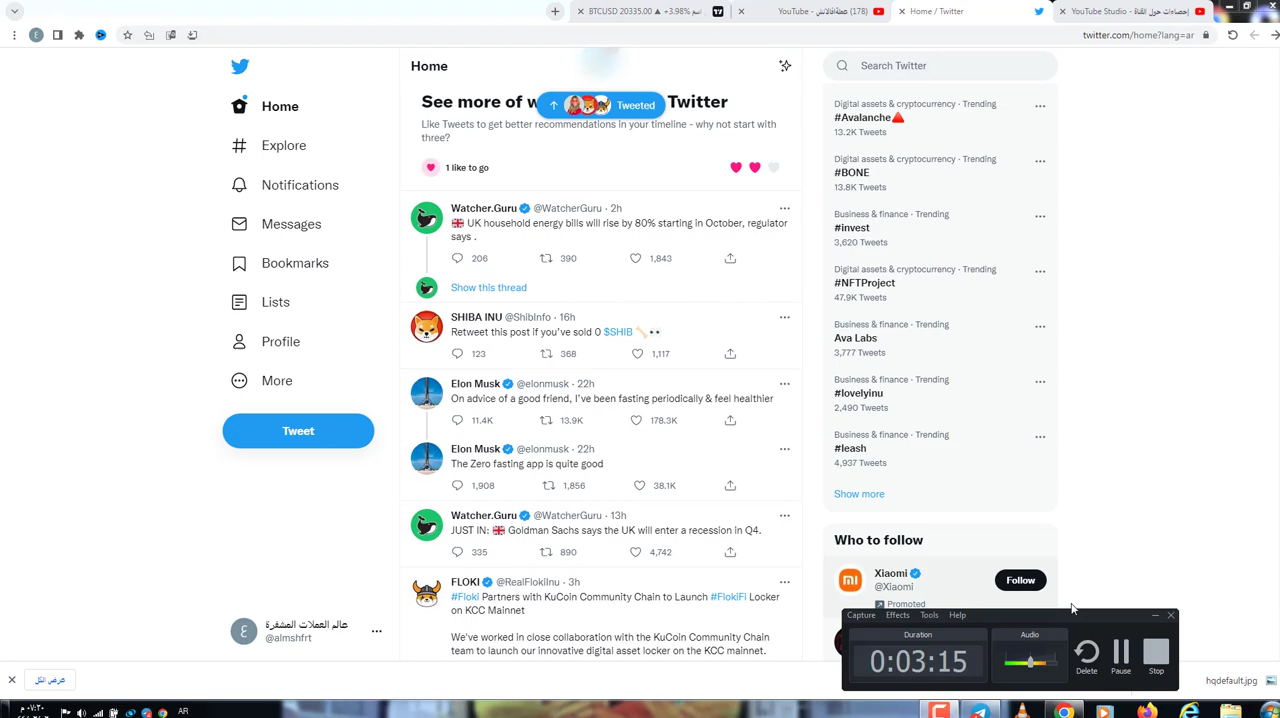 BTCUSD 20335.00 ▲ +3.98% اسم
YouTube - عملةفالانش (178)
Home / Twitter
YouTube Studio - إحصاءات حول القناة
twitter.com/home?lang=ar
Home
Explore
Notifications
Messages
Bookmarks
Lists
Profile
More
Tweet
عالم العملات المشفرة
@almshfrt
Home
See more of w Twitter
Tweeted
Like Tweets to get better recommendations in your timeline - why not start with
three?
1 like to go
Watcher.Guru @WatcherGuru · 2h
UK household energy bills will rise by 80% starting in October, regulator
says .
206 390 1,843
Show this thread
SHIBA INU @ShibInfo · 16h
Retweet this post if you've sold 0 $SHIB
123 368 1,117
Elon Musk @elonmusk · 22h
On advice of a good friend, I've been fasting periodically & feel healthier
11.4K 13.9K 178.3K
Elon Musk @elonmusk · 22h
The Zero fasting app is quite good
1,908 1,856 38.1K
Watcher.Guru @WatcherGuru · 13h
JUST IN: Goldman Sachs says the UK will enter a recession in Q4.
335 890 4,742
FLOKI @RealFlokiInu · 3h
#Floki Partners with KuCoin Community Chain to Launch #FlokiFi Locker
on KCC Mainnet
We've worked in close collaboration with the KuCoin Community Chain
team to launch our innovative digital asset locker on the KCC mainnet.
Search Twitter
Digital assets & cryptocurrency · Trending
#Avalanche
13.2K Tweets
Digital assets & cryptocurrency · Trending
#BONE
13.8K Tweets
Business & finance · Trending
#invest
3,620 Tweets
Digital assets & cryptocurrency · Trending
#NFTProject
47.9K Tweets
Business & finance · Trending
Ava Labs
3,777 Tweets
Business & finance · Trending
#lovelyinu
2,490 Tweets
Business & finance · Trending
#leash
4,937 Tweets
Show more
Who to follow
Xiaomi
@Xiaomi
Follow
Promoted
Capture Effects Tools Help
Duration Audio
0:03:15
Delete Pause Stop
عرض الكل
hqdefault.jpg
AR